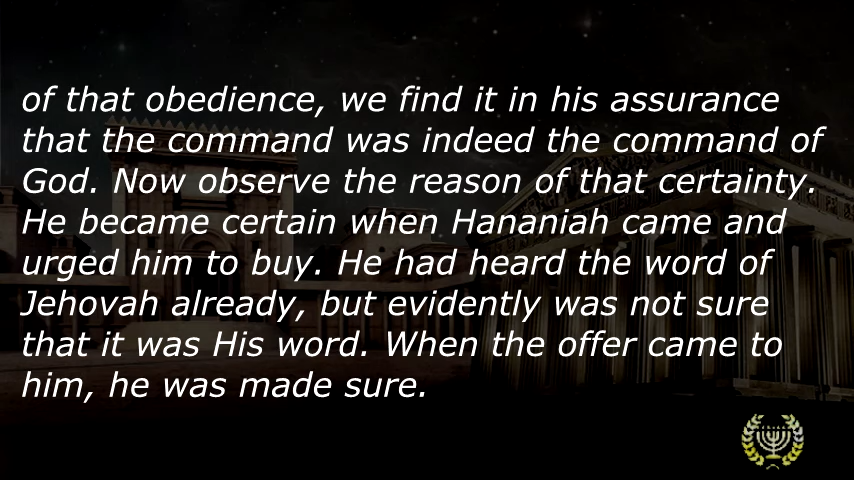 of that obedience, we find it in his assurance
that the command was indeed the command of
God. Now observe the reason of that certainty.
He became certain when Hananiah came and
urged him to buy. He had heard the word of
Jehovah already, but evidently was not sure
that it was His word. When the offer came to
him, he was made sure.